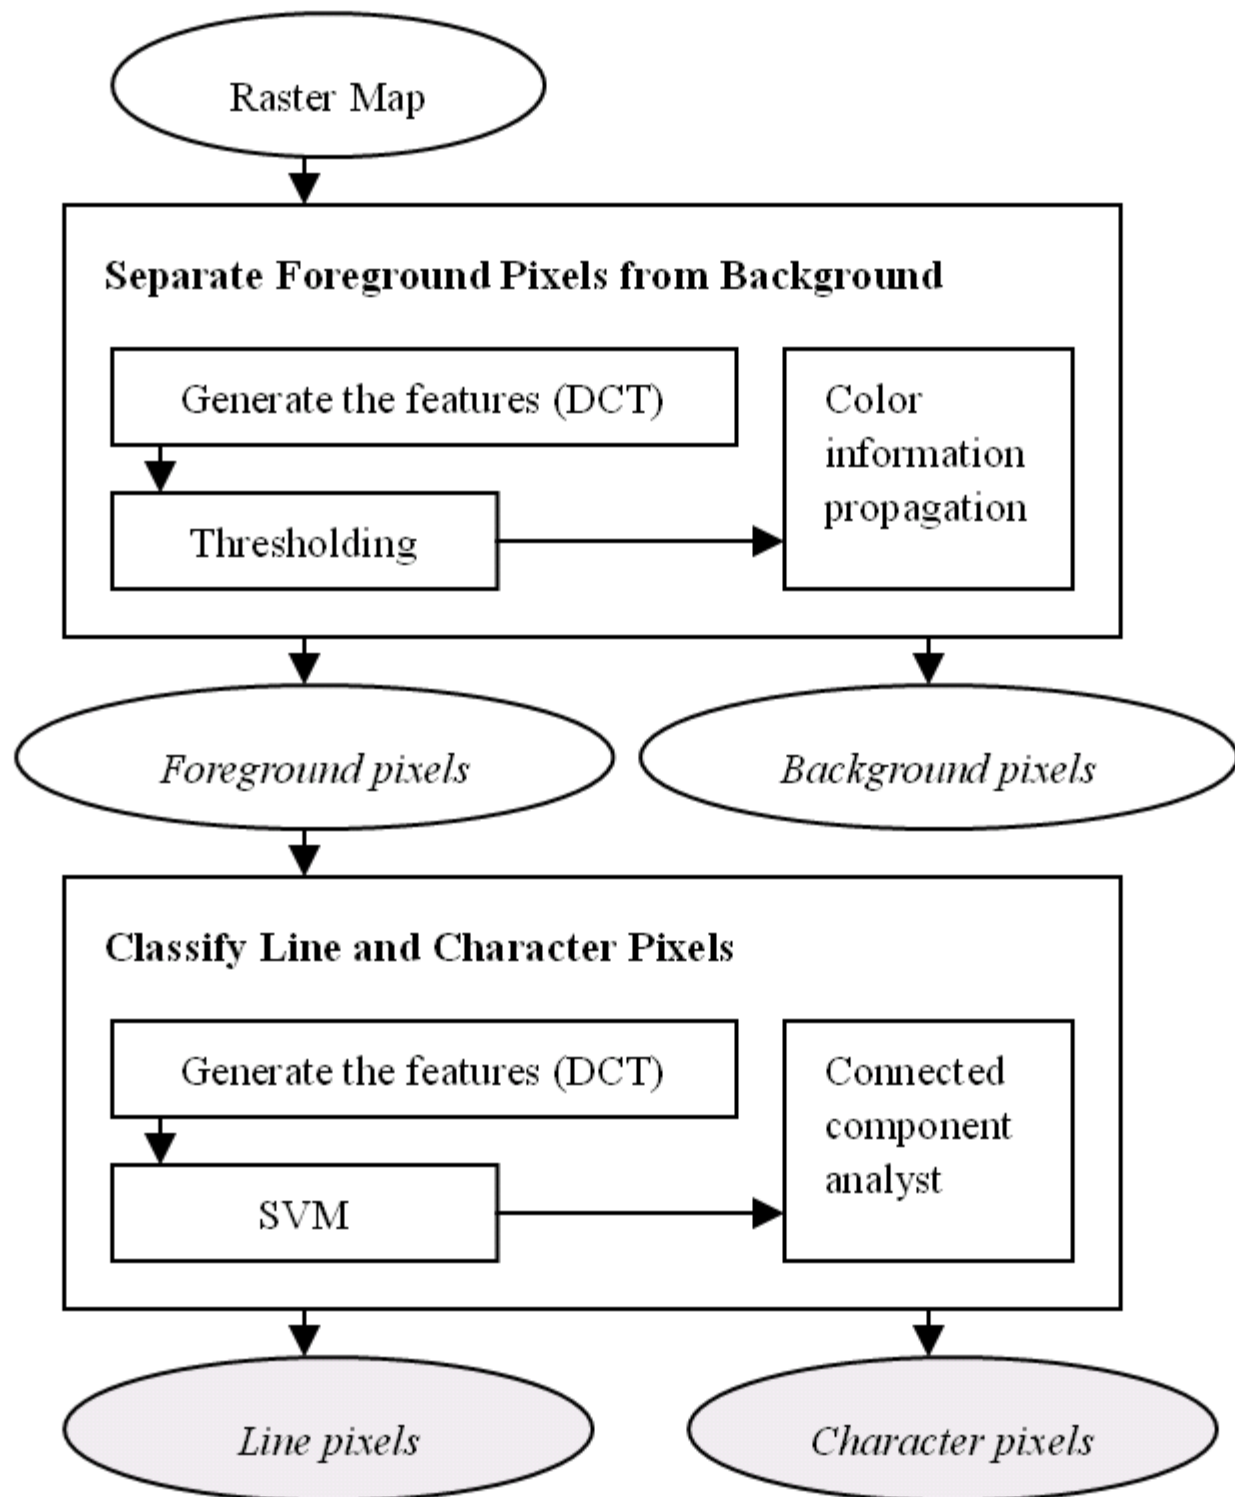 Raster Map
Separate Foreground Pixels from Background
Generate the features (DCT)
Color
information
propagation
Thresholding
Foreground pixels
Background pixels
Classify Line and Character Pixels
Generate the features (DCT)
Connected
component
analyst
SVM
Line pixels
Character pixels